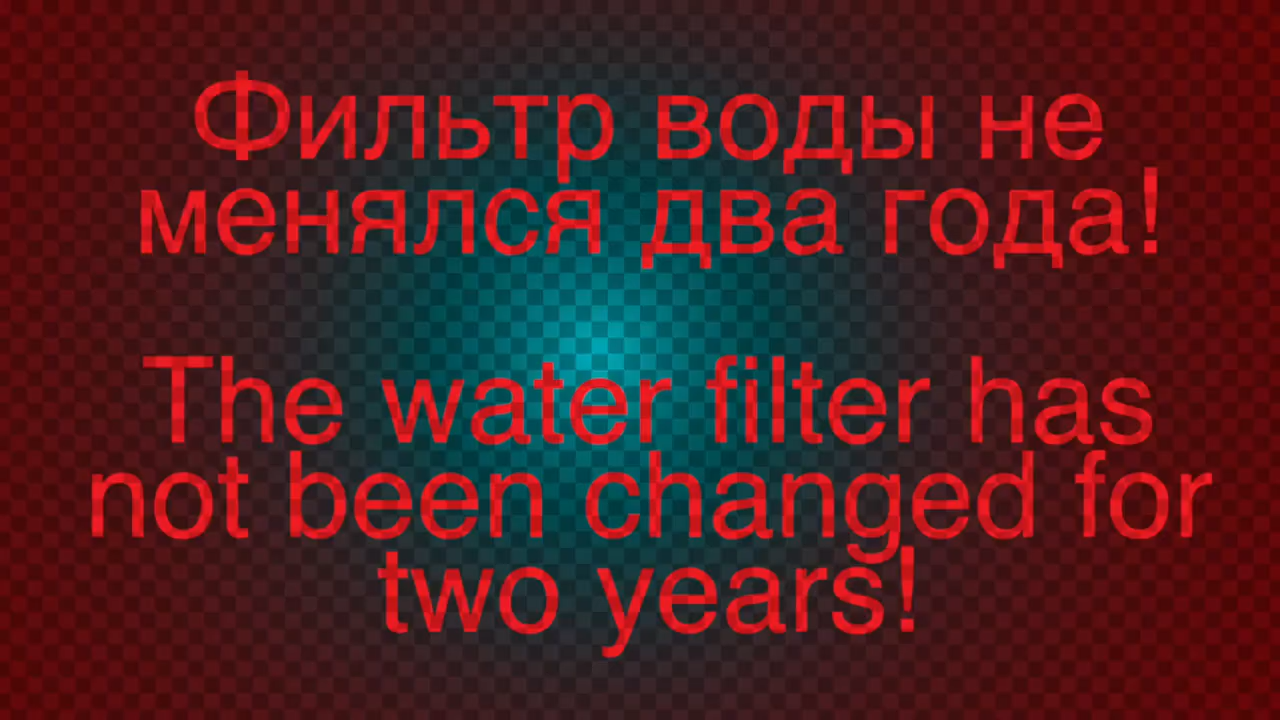 Фильтр воды не
менялся два года!
The water filter has
not been changed for
two years!